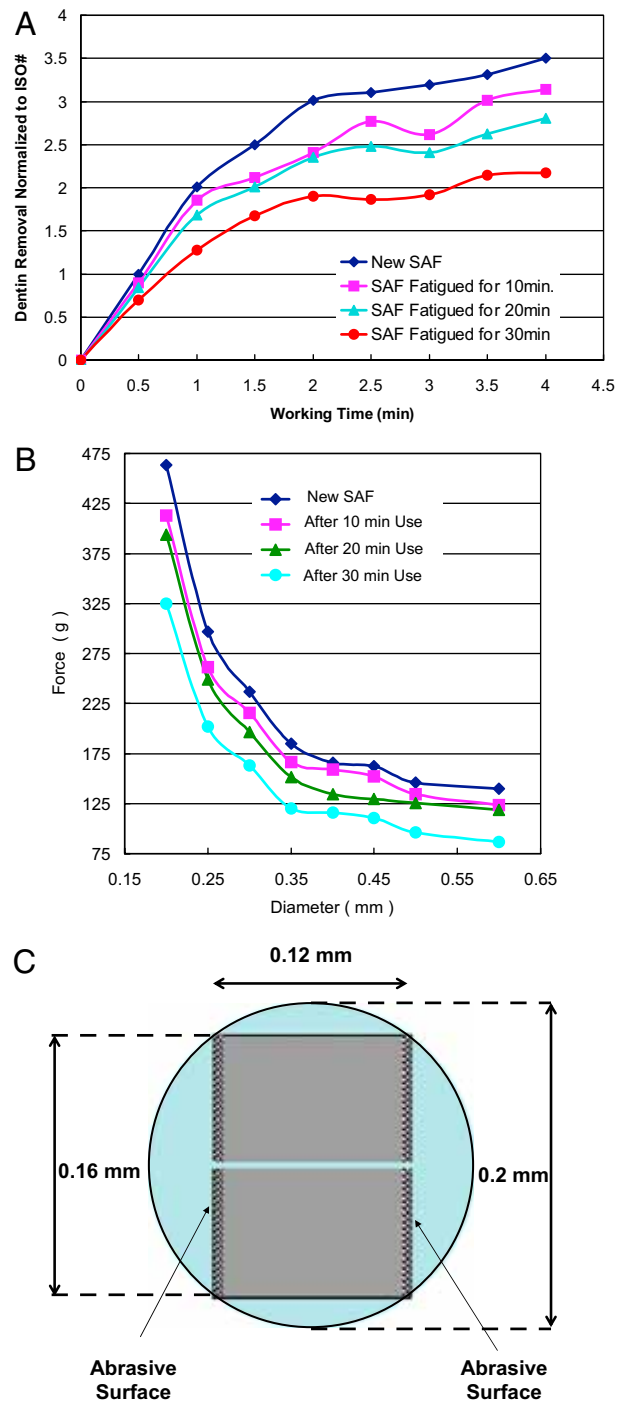 A
Dentin Removal Normalized to ISO#
4
3.5
3
2.5
2
1.5
1
0.5
0
New SAF
SAF Fatigued for 10min.
SAF Fatigued for 20min
SAF Fatigued for 30min
0 0.5 1 1.5 2 2.5 3 3.5 4 4.5
Working Time (min)
B
Force ( g )
475
425
375
325
275
225
175
125
75
New SAF
After 10 min Use
After 20 min Use
After 30 min Use
0.15 0.25 0.35 0.45 0.55 0.65
Diameter ( mm )
C
0.12 mm
0.16 mm
0.2 mm
Abrasive
Surface
Abrasive
Surface